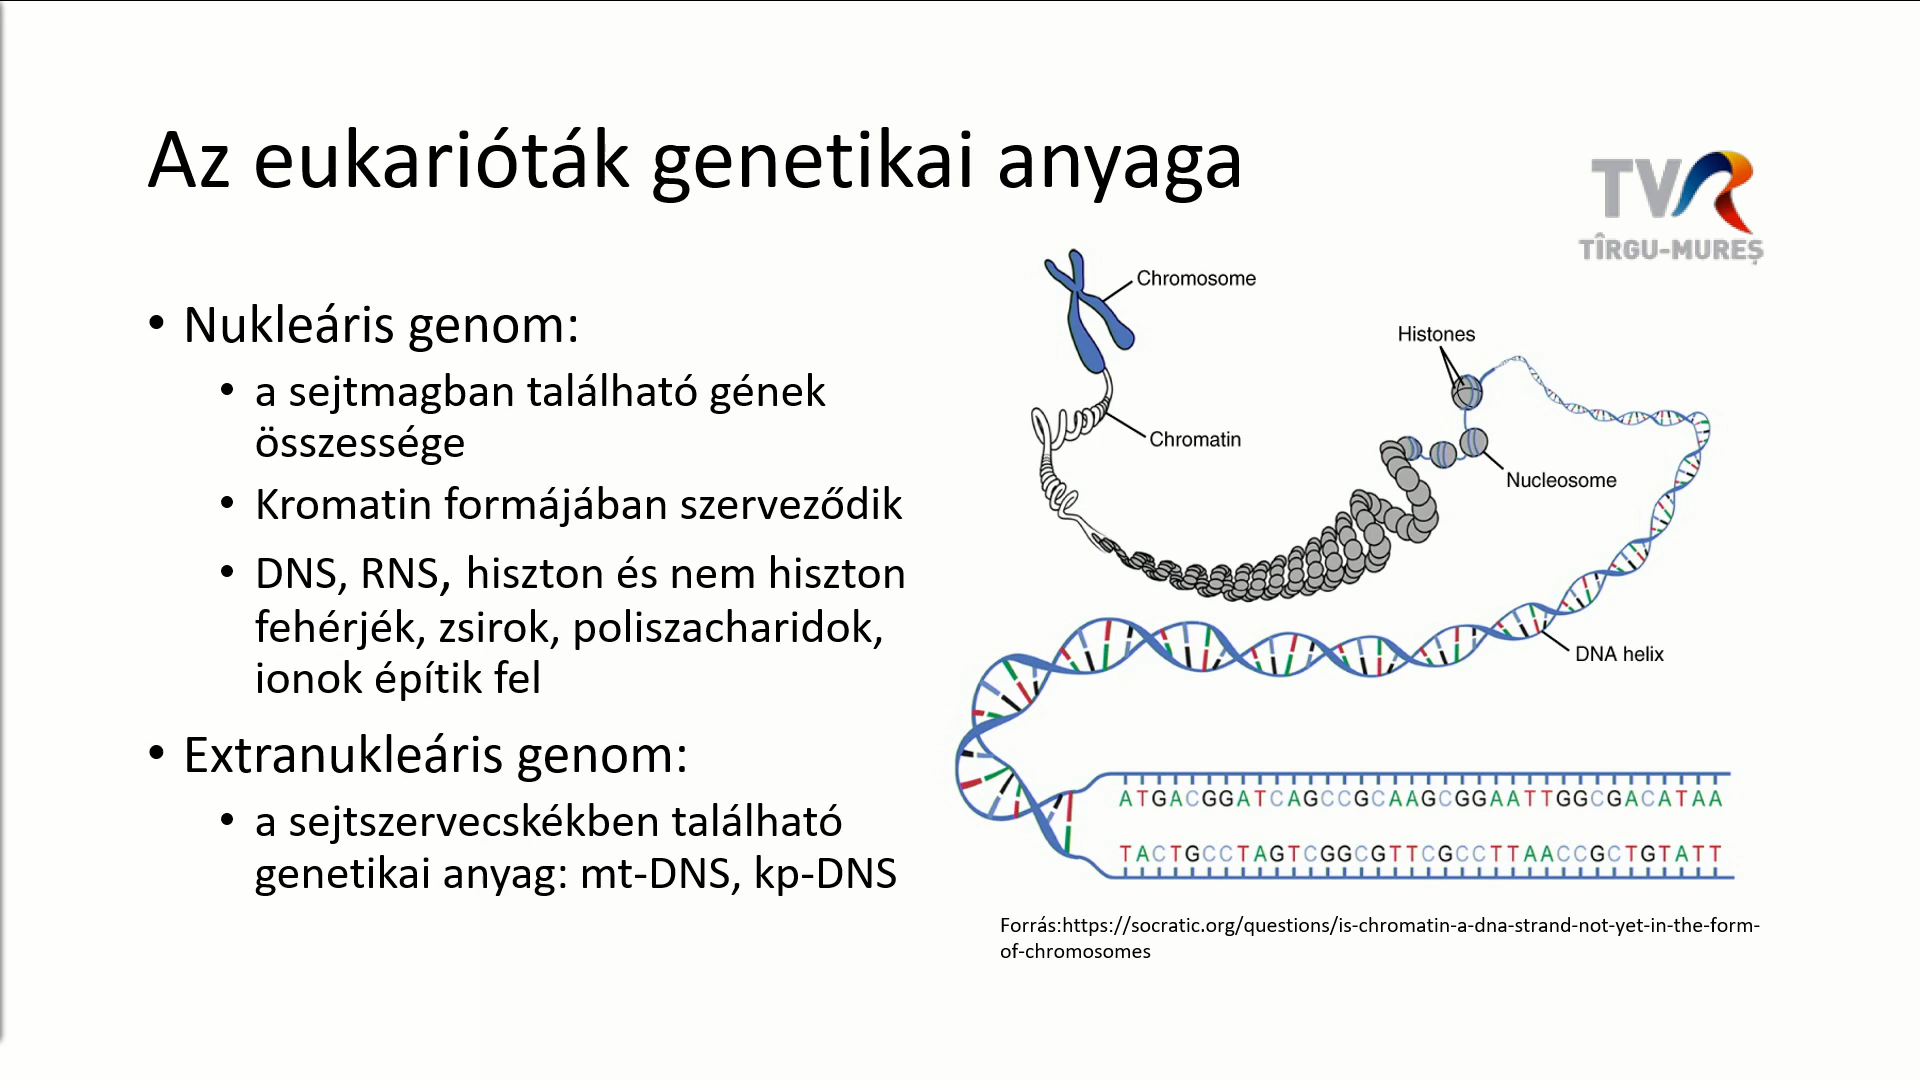 Az eukarióták genetikai anyaga
TVR
TÎRGU-MUREȘ
• Nukleáris genom:
• a sejtmagban található gének
összessége
• Kromatin formájában szerveződik
• DNS, RNS, hiszton és nem hiszton
fehérjék, zsirok, poliszacharidok,
ionok építik fel
• Extranukleáris genom:
• a sejtszervecskékben található
genetikai anyag: mt-DNS, kp-DNS
Chromosome
Histones
Chromatin
Nucleosome
DNA helix
ATGACGGATCAGCCGCAAGCGGAATTGGCGACATAA
TACTGCCTAGTCGGCGTTCGCCTTAACCGCTGTATT
Forrás:https://socratic.org/questions/is-chromatin-a-dna-strand-not-yet-in-the-form-
of-chromosomes